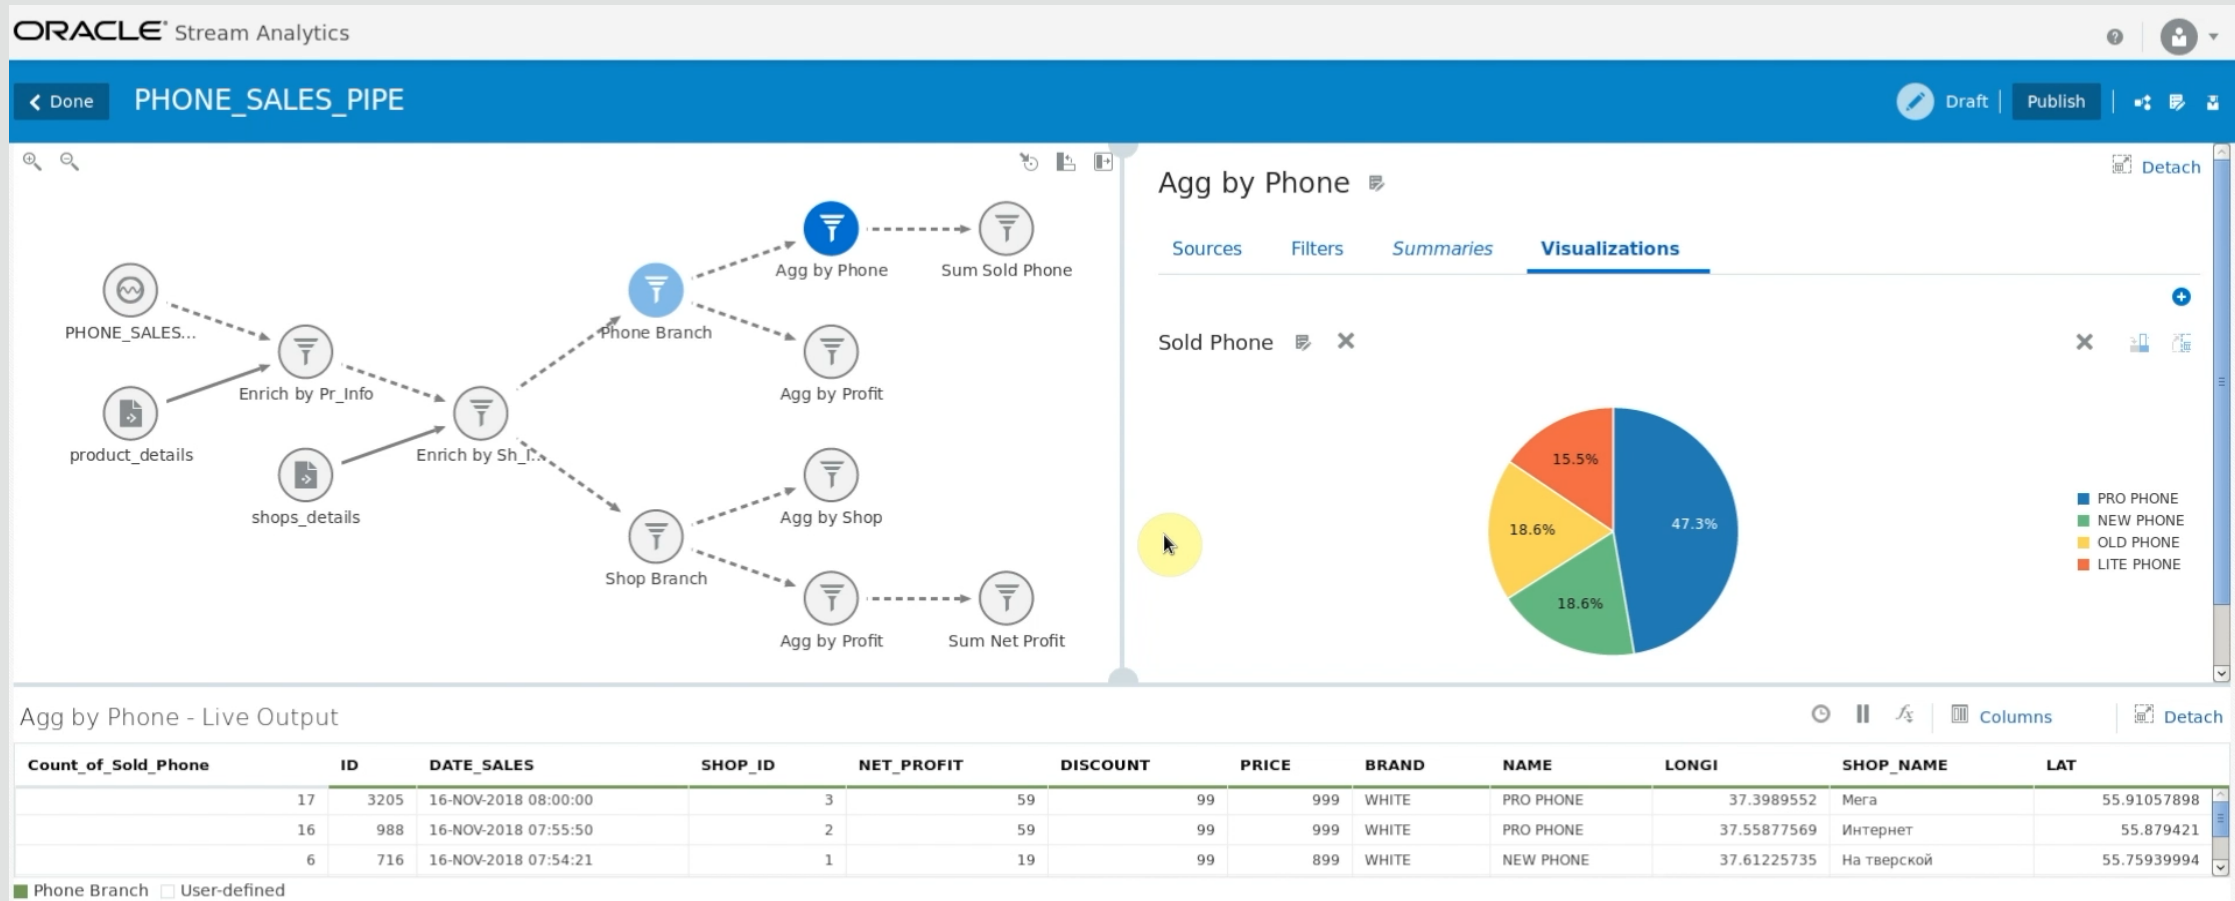 ORACLE Stream Analytics
Done PHONE_SALES_PIPE Draft Publish
Detach
Agg by Phone
Sources Filters Summaries Visualizations
Sold Phone
Agg by Phone Sum Sold Phone
PHONE_SALES... Phone Branch
Enrich by Pr_Info Agg by Profit
product_details Enrich by Sh_I...
shops_details Agg by Shop
Shop Branch
Agg by Profit Sum Net Profit
15.5%
47.3%
18.6%
18.6%
PRO PHONE
NEW PHONE
OLD PHONE
LITE PHONE
Agg by Phone - Live Output Columns Detach
Count_of_Sold_Phone ID DATE_SALES SHOP_ID NET_PROFIT DISCOUNT PRICE BRAND NAME LONGI SHOP_NAME LAT
17 3205 16-NOV-2018 08:00:00 3 59 99 999 WHITE PRO PHONE 37.3989552 Мега 55.91057898
16 988 16-NOV-2018 07:55:50 2 59 99 999 WHITE PRO PHONE 37.55877569 Интернет 55.879421
6 716 16-NOV-2018 07:54:21 1 19 99 899 WHITE NEW PHONE 37.61225735 На тверской 55.75939994
Phone Branch User-defined